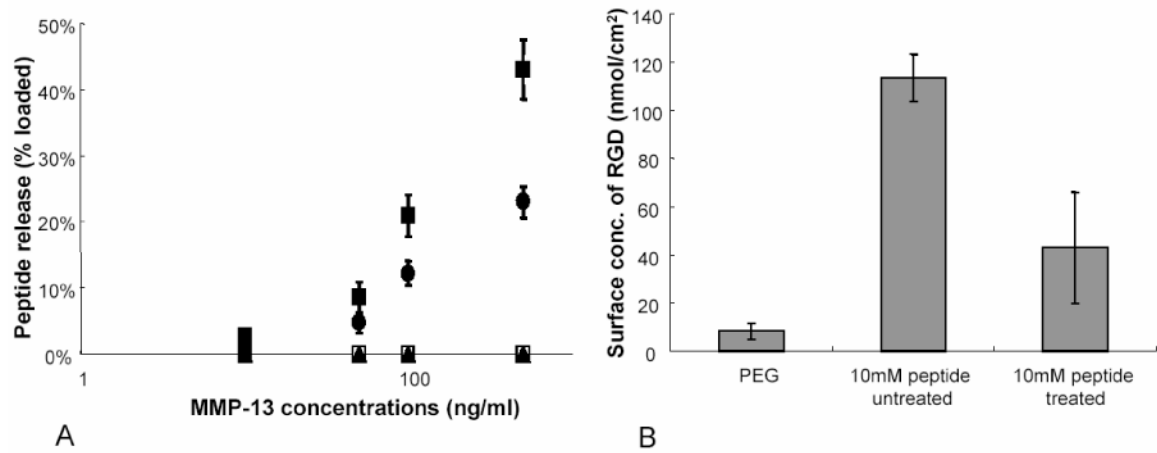 50%
40%
30%
20%
10%
0%
Peptide release (% loaded)
1
100
MMP-13 concentrations (ng/ml)
A
140
120
100
80
60
40
20
0
Surface conc. of RGD (nmol/cm²)
PEG
10mM peptide
untreated
10mM peptide
treated
B